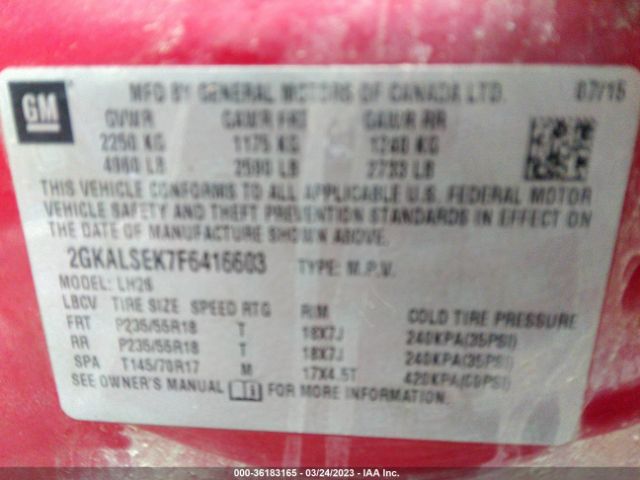 GM
MFD BY GENERAL MOTORS OF CANADA LTD. 07/15
GVWR GAWR FRT GAWR RR
2250 KG 1175 KG 1240 KG
4960 LB 2590 LB 2733 LB
THIS VEHICLE CONFORMS TO ALL APPLICABLE U.S. FEDERAL MOTOR
VEHICLE SAFETY AND THEFT PREVENTION STANDARDS IN EFFECT ON
THE DATE OF MANUFACTURE SHOWN ABOVE.
2GKALSEK7F6416603 TYPE: M.P.V.
MODEL: LH26
LBCV TIRE SIZE SPEED RTG RIM COLD TIRE PRESSURE
FRT P235/55R18 T 18X7J 240KPA(35PSI)
RR P235/55R18 T 18X7J 240KPA(35PSI)
SPA T145/70R17 M 17X4.5T 420KPA(60PSI)
SEE OWNER'S MANUAL FOR MORE INFORMATION.
000-36183165 - 03/24/2023 - IAA Inc.